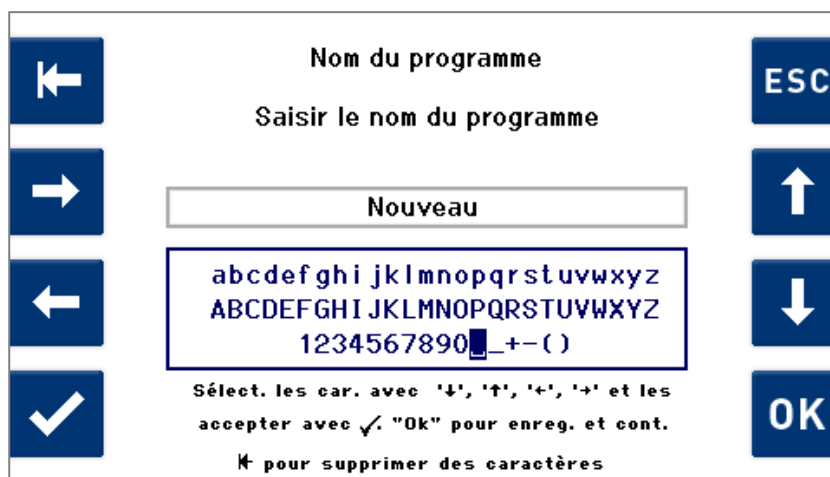 Nom du programme
ESC
Saisir le nom du programme
Nouveau
abcdefghijklmnopqrstuvwxyz
ABCDEFGHIJKLMNOPQRSTUVWXYZ
1234567890 _+-()
Sélect. les car. avec '↓', '↑', '←', '→' et les
accepter avec ✓. "Ok" pour enreg. et cont.
OK
|← pour supprimer des caractères